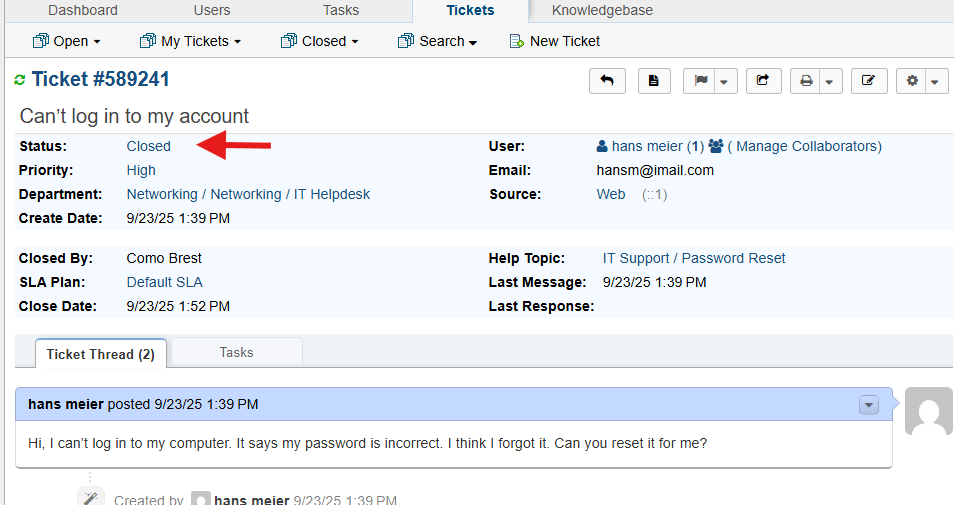 Dashboard Users Tasks Tickets Knowledgebase
Open My Tickets Closed Search New Ticket
Ticket #589241
Can’t log in to my account
Status: Closed User: hans meier (1) ( Manage Collaborators)
Priority: High Email: hansm@imail.com
Department: Networking / Networking / IT Helpdesk Source: Web (::1)
Create Date: 9/23/25 1:39 PM
Closed By: Como Brest Help Topic: IT Support / Password Reset
SLA Plan: Default SLA Last Message: 9/23/25 1:39 PM
Close Date: 9/23/25 1:52 PM Last Response:
Ticket Thread (2) Tasks
hans meier posted 9/23/25 1:39 PM
Hi, I can’t log in to my computer. It says my password is incorrect. I think I forgot it. Can you reset it for me?
Created by hans meier 9/23/25 1:39 PM